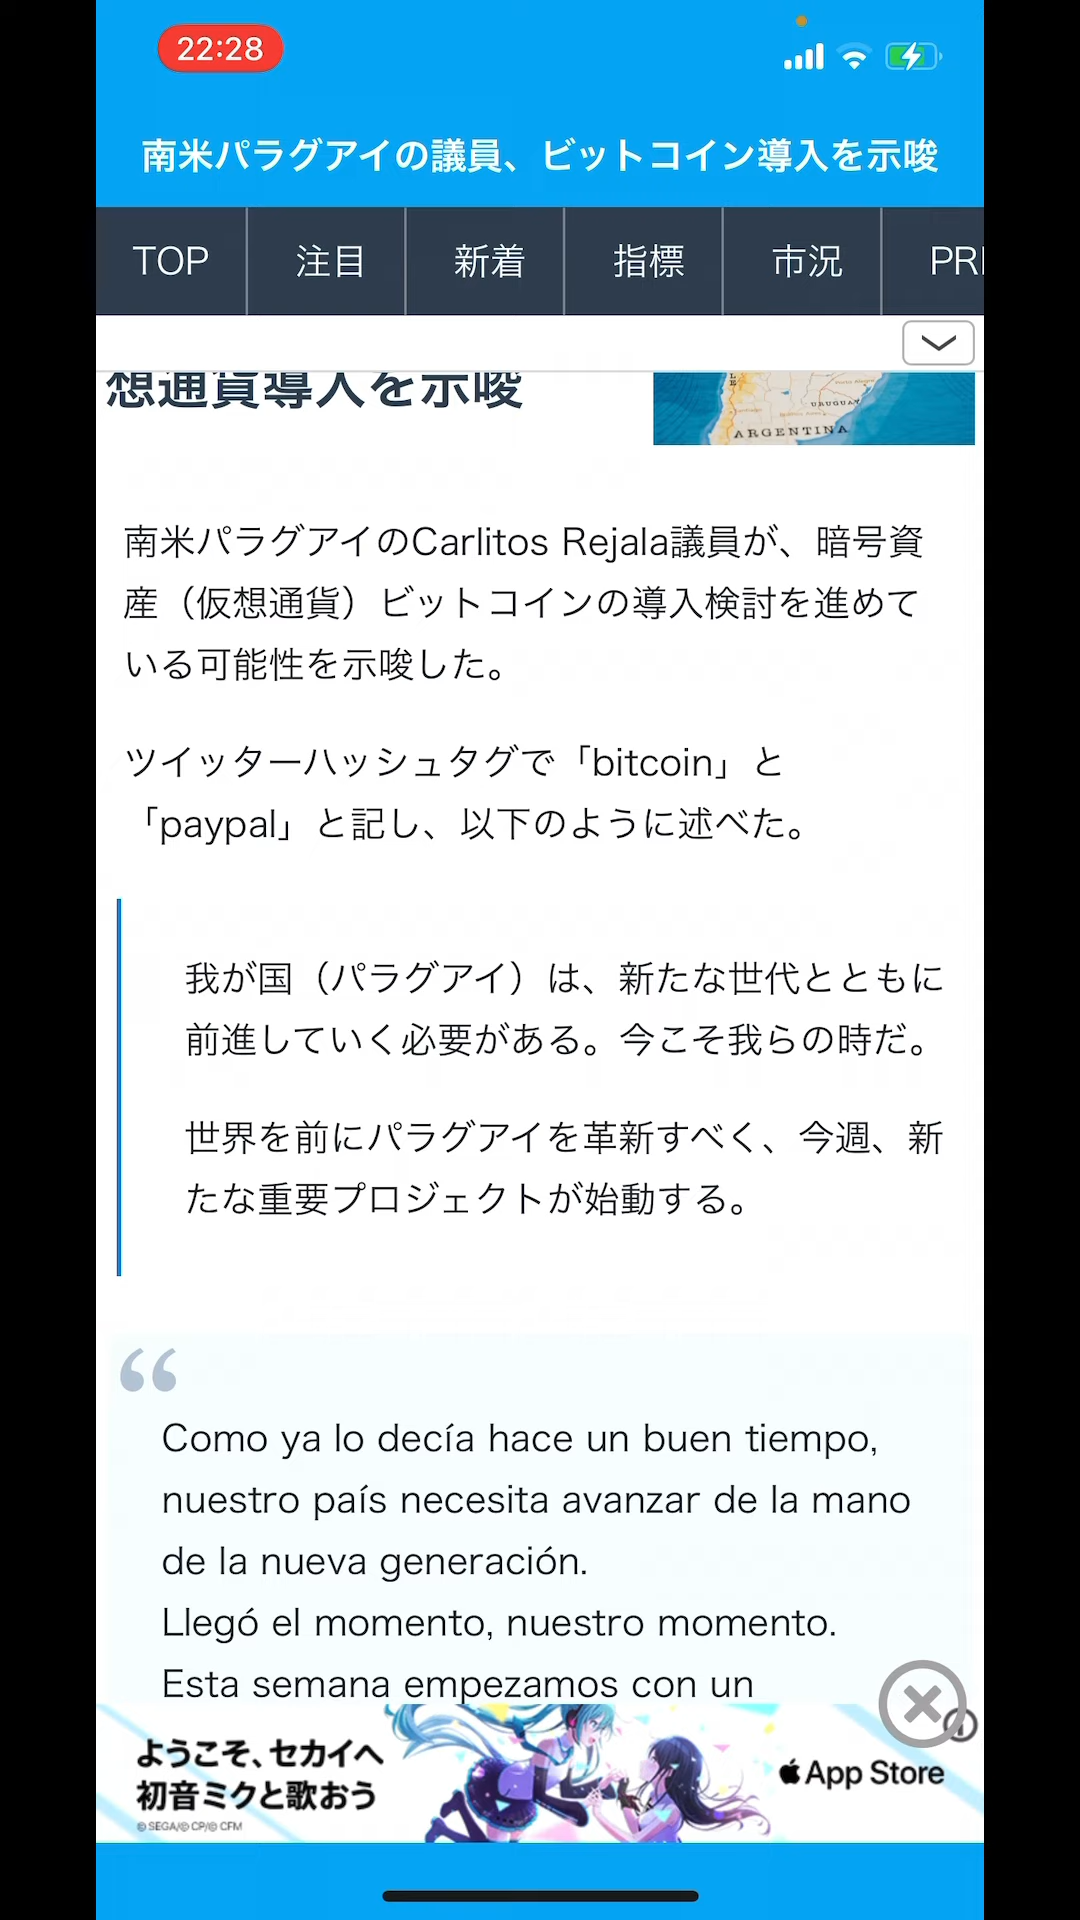 22:28
南米パラグアイの議員、ビットコイン導入を示唆
TOP
注目
新着
指標
市況
想通貨導入を示唆
URUGUAY
ARGENTINA
南米パラグアイのCarlitos Rejala議員が、暗号資
産（仮想通貨）ビットコインの導入検討を進めて
いる可能性を示唆した。
ツイッターハッシュタグで「bitcoin」と
「paypal」と記し、以下のように述べた。
我が国（パラグアイ）は、新たな世代とともに
前進していく必要がある。今こそ我らの時だ。
世界を前にパラグアイを革新すべく、今週、新
たな重要プロジェクトが始動する。
“
Como ya lo decía hace un buen tiempo,
nuestro país necesita avanzar de la mano
de la nueva generación.
Llegó el momento, nuestro momento.
Esta semana empezamos con un
ようこそ、セカイへ
初音ミクと歌おう
© SEGA/© CP/© CFM
App Store